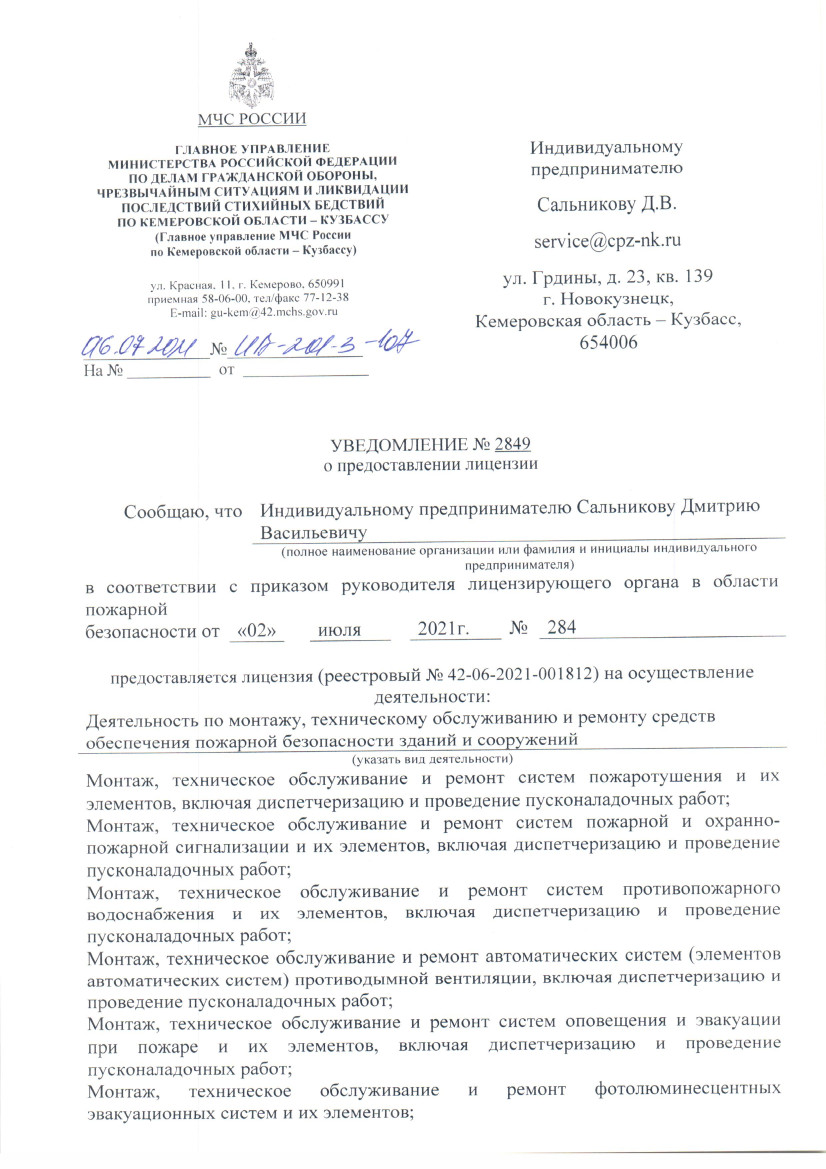 МЧС РОССИИ
ГЛАВНОЕ УПРАВЛЕНИЕ
МИНИСТЕРСТВА РОССИЙСКОЙ ФЕДЕРАЦИИ
ПО ДЕЛАМ ГРАЖДАНСКОЙ ОБОРОНЫ,
ЧРЕЗВЫЧАЙНЫМ СИТУАЦИЯМ И ЛИКВИДАЦИИ
ПОСЛЕДСТВИЙ СТИХИЙНЫХ БЕДСТВИЙ
ПО КЕМЕРОВСКОЙ ОБЛАСТИ – КУЗБАССУ
(Главное управление МЧС России
по Кемеровской области – Кузбассу)
ул. Красная, 11, г. Кемерово, 650991
приемная 58-06-00, тел/факс 77-12-38
E-mail: gu-kem@42.mchs.gov.ru
06.07.2021 № ИВ-201-3-107
На № ____________ от __________________
Индивидуальному
предпринимателю
Сальникову Д.В.
service@cpz-nk.ru
ул. Грдины, д. 23, кв. 139
г. Новокузнецк,
Кемеровская область – Кузбасс,
654006
УВЕДОМЛЕНИЕ № 2849
о предоставлении лицензии
Сообщаю, что Индивидуальному предпринимателю Сальникову Дмитрию
Васильевичу
(полное наименование организации или фамилия и инициалы индивидуального
предпринимателя)
в соответствии с приказом руководителя лицензирующего органа в области
пожарной
безопасности от «02» июля 2021г. № 284
предоставляется лицензия (реестровый № 42-06-2021-001812) на осуществление
деятельности:
Деятельность по монтажу, техническому обслуживанию и ремонту средств
обеспечения пожарной безопасности зданий и сооружений
(указать вид деятельности)
Монтаж, техническое обслуживание и ремонт систем пожаротушения и их
элементов, включая диспетчеризацию и проведение пусконаладочных работ;
Монтаж, техническое обслуживание и ремонт систем пожарной и охранно-
пожарной сигнализации и их элементов, включая диспетчеризацию и проведение
пусконаладочных работ;
Монтаж, техническое обслуживание и ремонт систем противопожарного
водоснабжения и их элементов, включая диспетчеризацию и проведение
пусконаладочных работ;
Монтаж, техническое обслуживание и ремонт автоматических систем (элементов
автоматических систем) противодымной вентиляции, включая диспетчеризацию и
проведение пусконаладочных работ;
Монтаж, техническое обслуживание и ремонт систем оповещения и эвакуации
при пожаре и их элементов, включая диспетчеризацию и проведение
пусконаладочных работ;
Монтаж, техническое обслуживание и ремонт фотолюминесцентных
эвакуационных систем и их элементов;